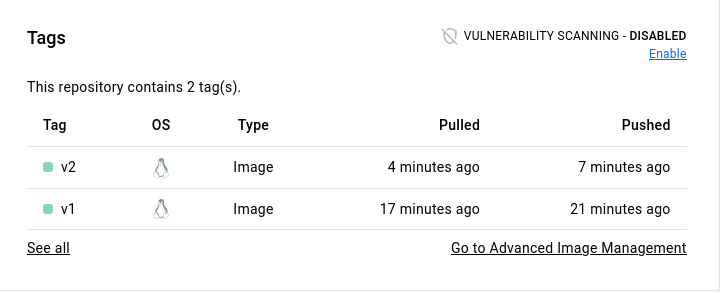 Tags
VULNERABILITY SCANNING - DISABLED
Enable
This repository contains 2 tag(s).
Tag OS Type Pulled Pushed
v2 Image 4 minutes ago 7 minutes ago
v1 Image 17 minutes ago 21 minutes ago
See all Go to Advanced Image Management